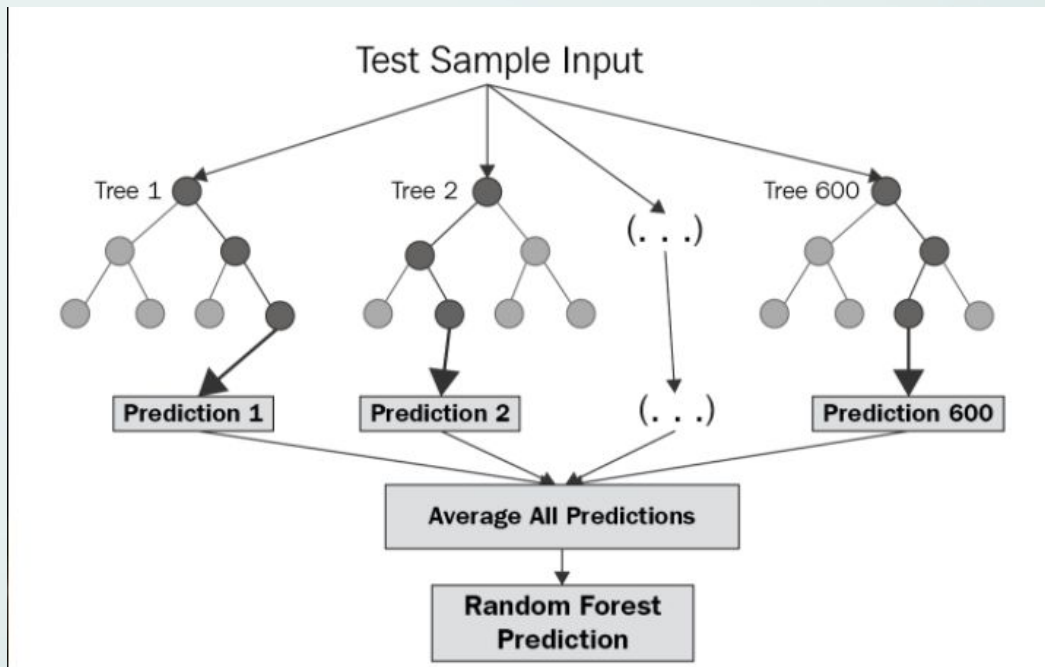 Test Sample Input
Tree 1
Tree 2
Tree 600
(. . .)
Prediction 1
Prediction 2
(. . .)
Prediction 600
Average All Predictions
Random Forest
Prediction